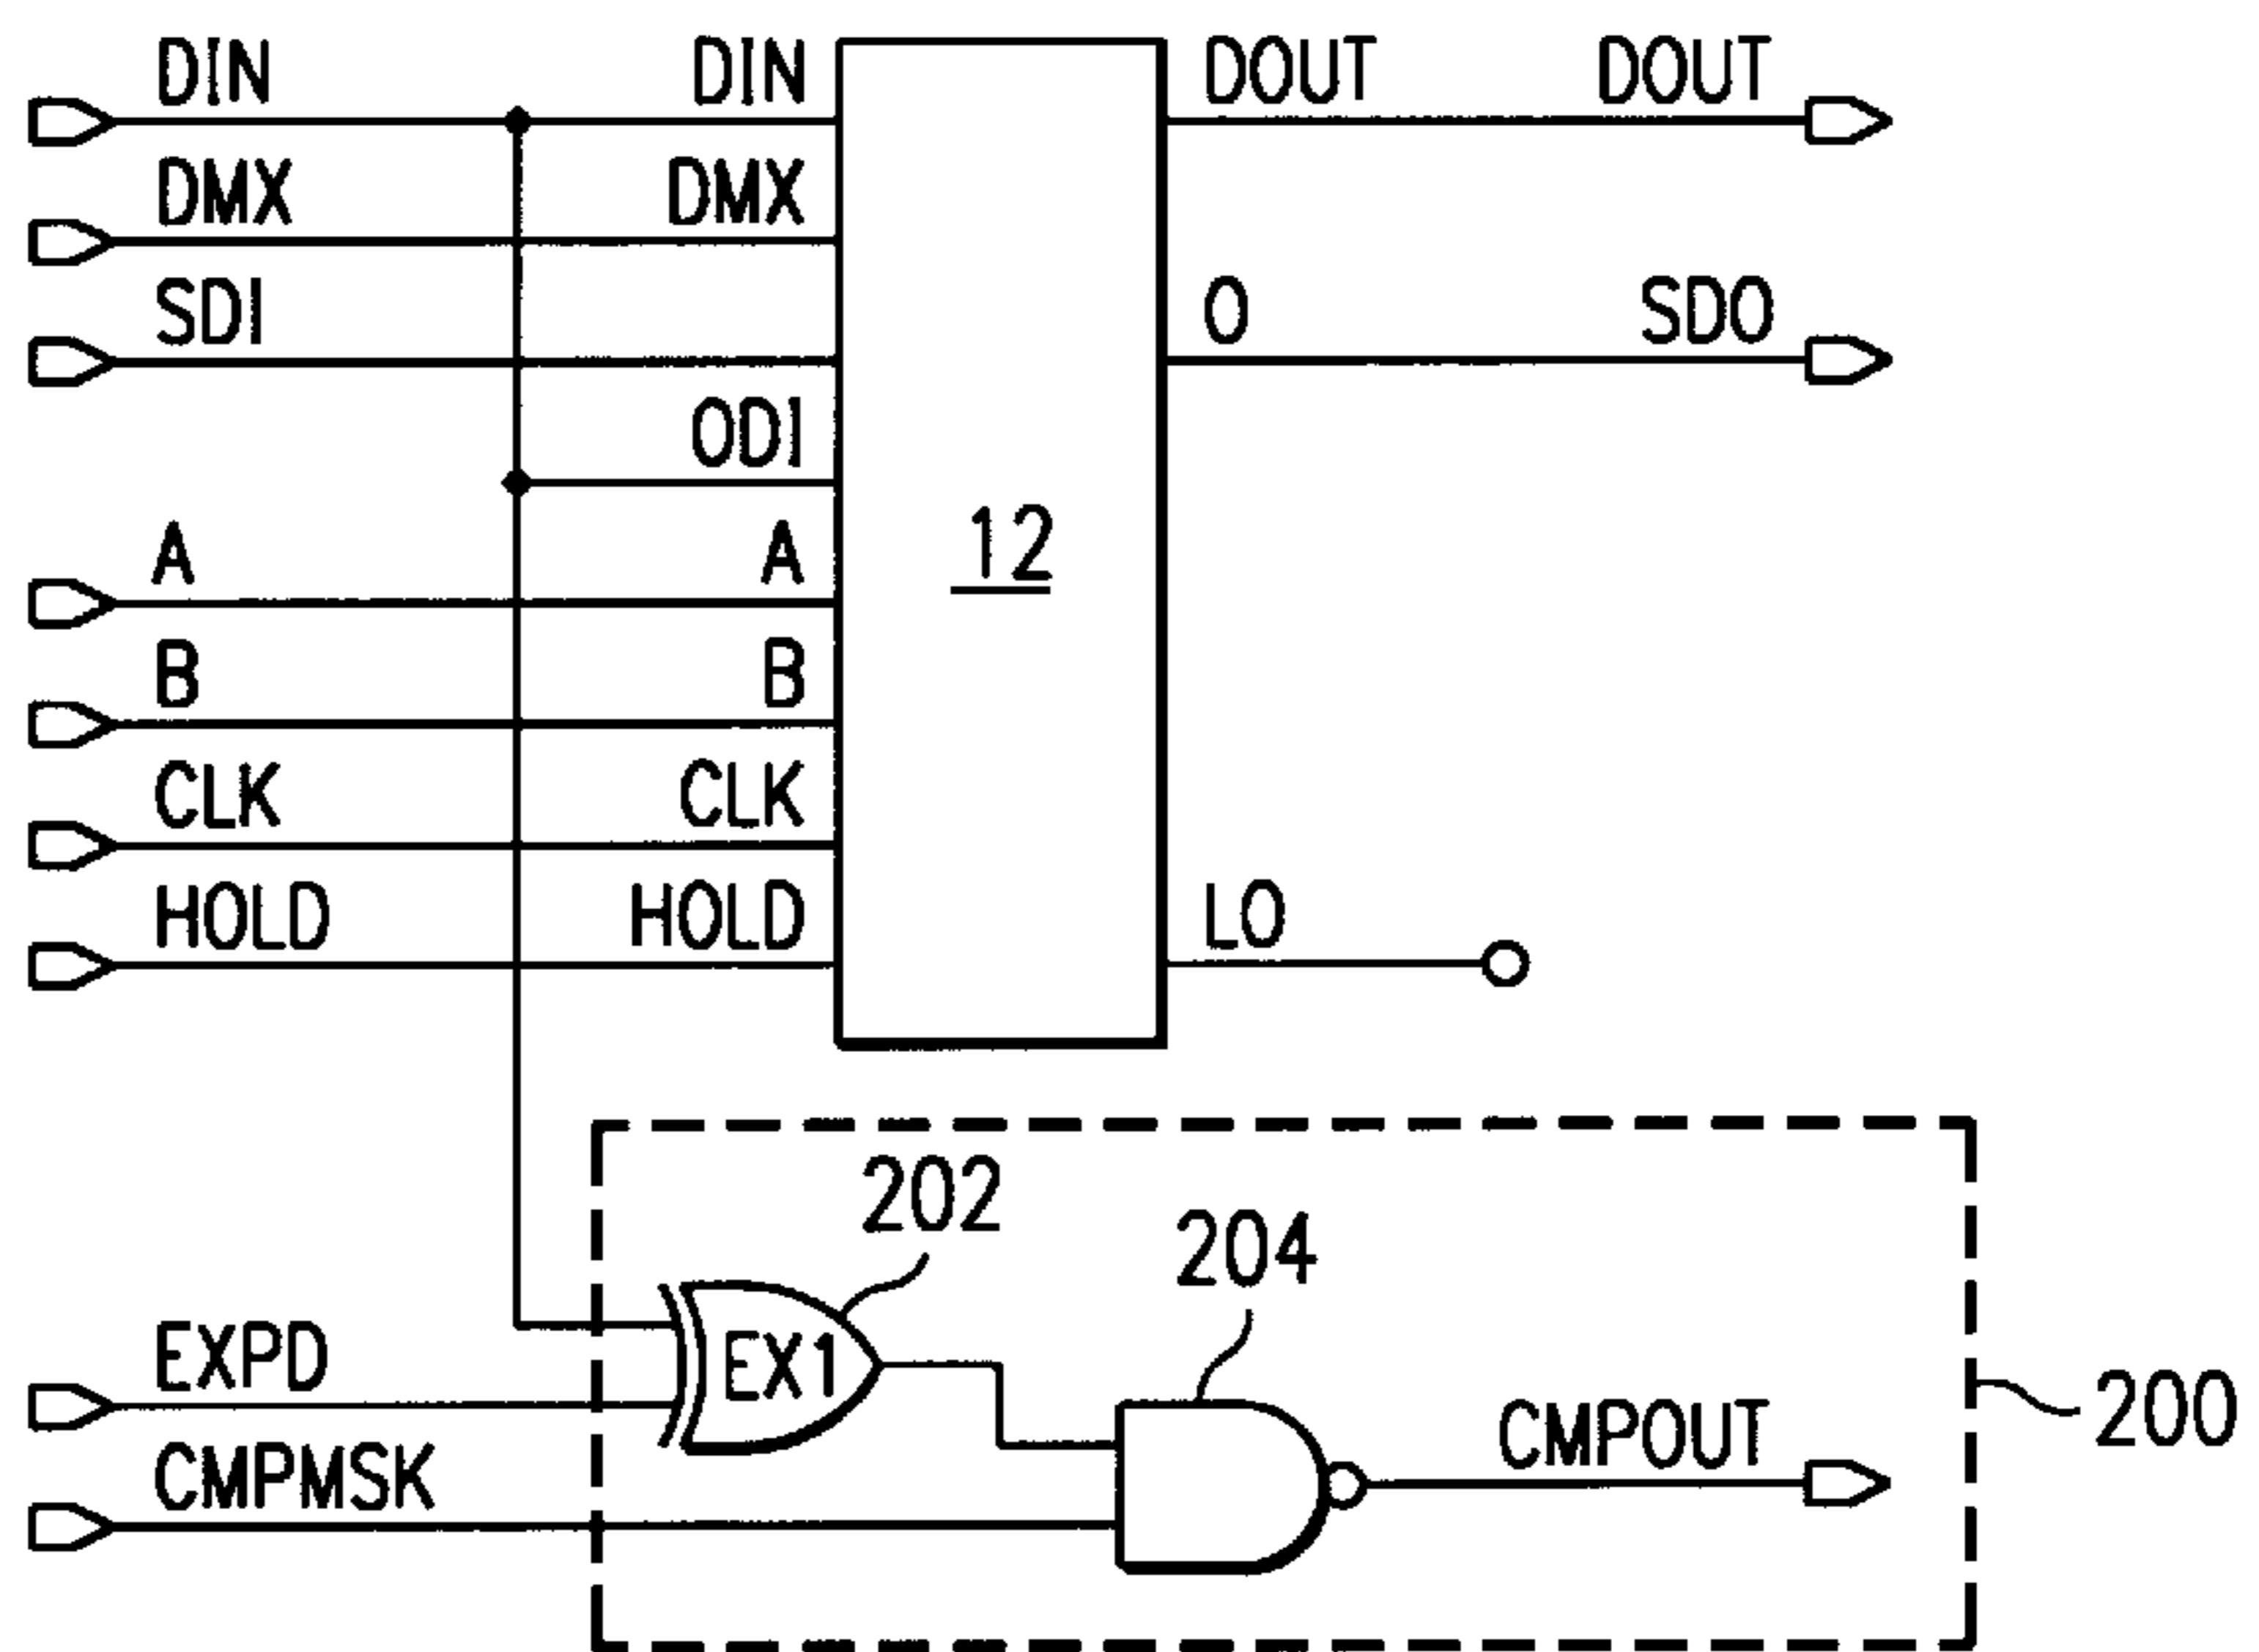 DIN DIN DOUT DOUT
DMX DMX
SDI O SDO
ODI
12
A A
B B
CLK CLK
HOLD HOLD LO
202
204
EXPD EX1
CMPMSK CMPOUT 200